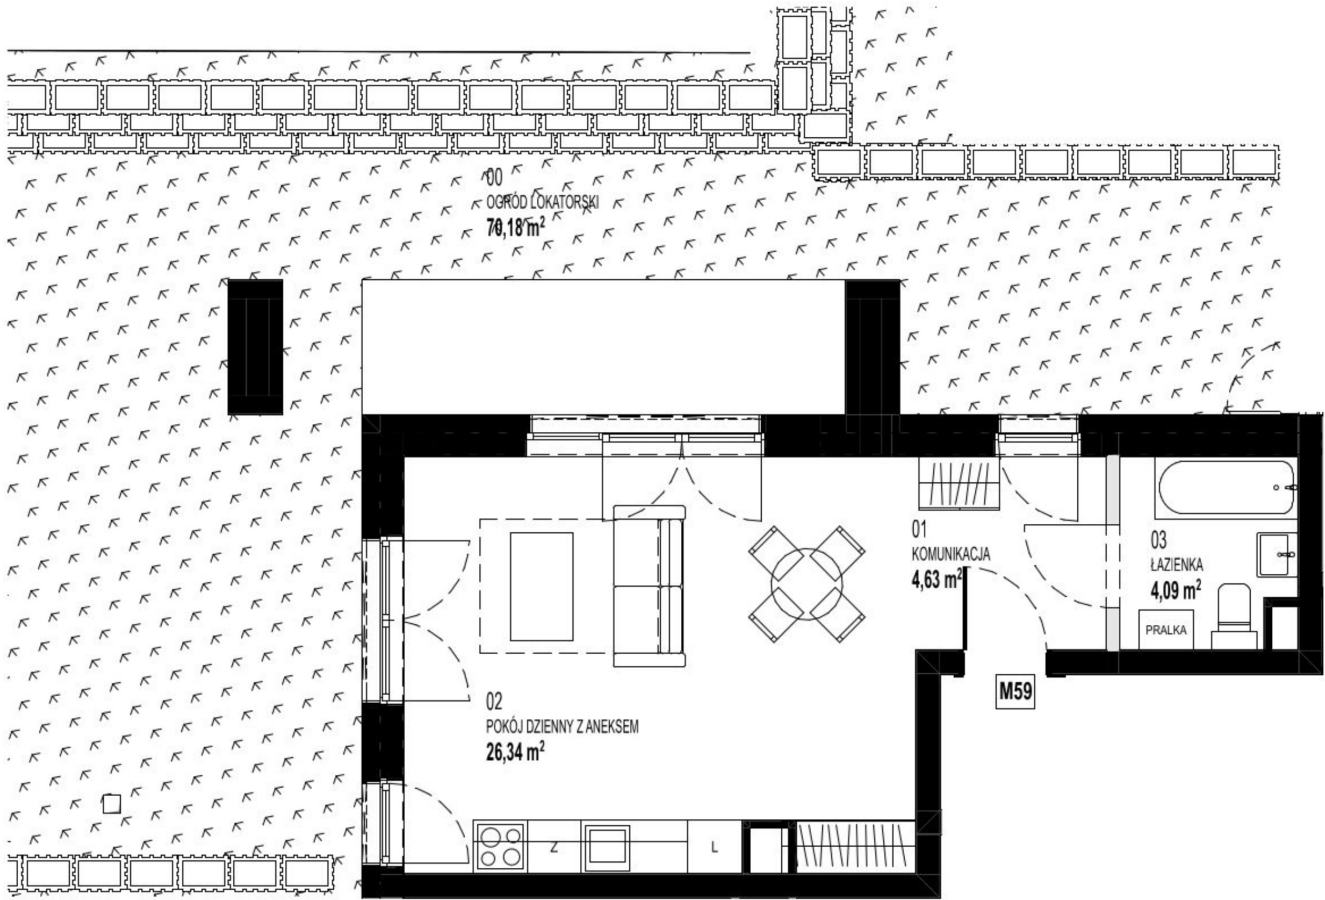 00
OGRÓD LOKATORSKI
70,18 m²
01
KOMUNIKACJA
4,63 m²
03
ŁAZIENKA
4,09 m²
PRALKA
M59
02
POKÓJ DZIENNY Z ANEKSEM
26,34 m²
Z
L